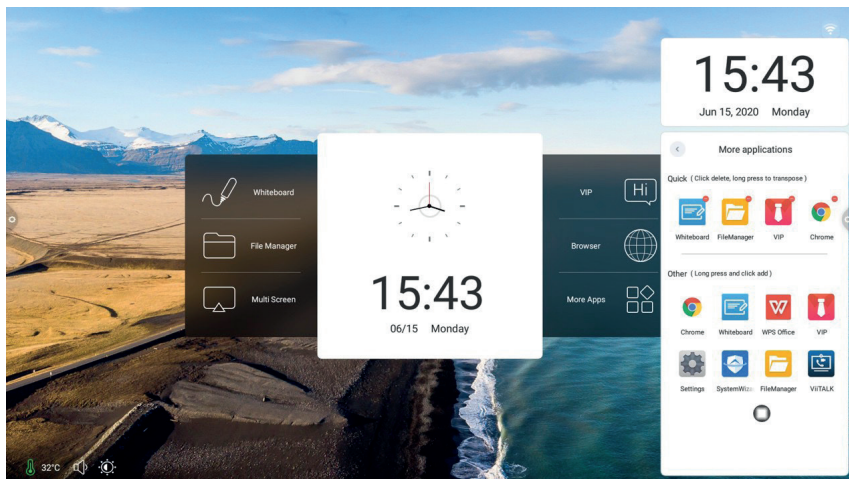 15:43
Jun 15, 2020 Monday
More applications
Quick ( Click delete, long press to transpose )
Whiteboard FileManager VIP Chrome
Other ( Long press and click add )
Chrome Whiteboard WPS Office VIP
Settings SystemWiz FileManager ViiTALK
Whiteboard
File Manager
Multi Screen
15:43
06/15 Monday
VIP Hi
Browser
More Apps
32°C